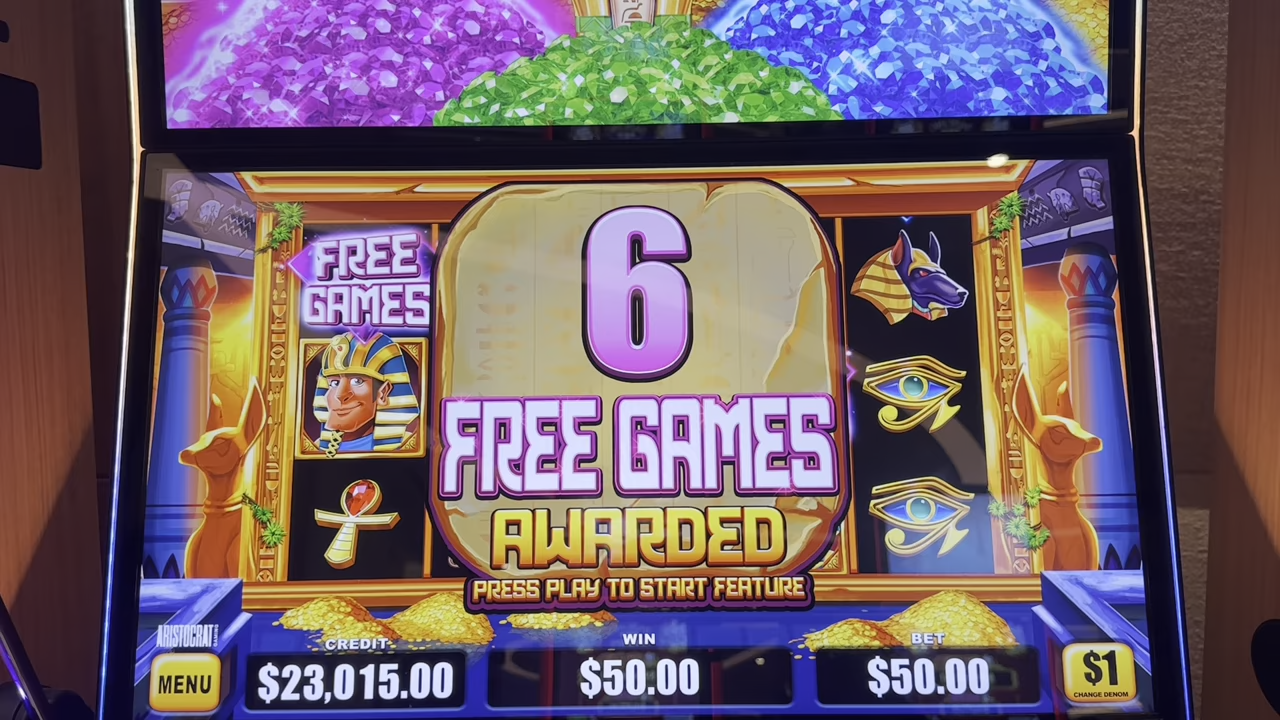 FREE
GAMES
6
FREE GAMES
AWARDED
PRESS PLAY TO START FEATURE
ARISTOCRAT
GAMING
CREDIT
WIN
BET
MENU
$23,015.00
$50.00
$50.00
$1
CHANGE DENOM